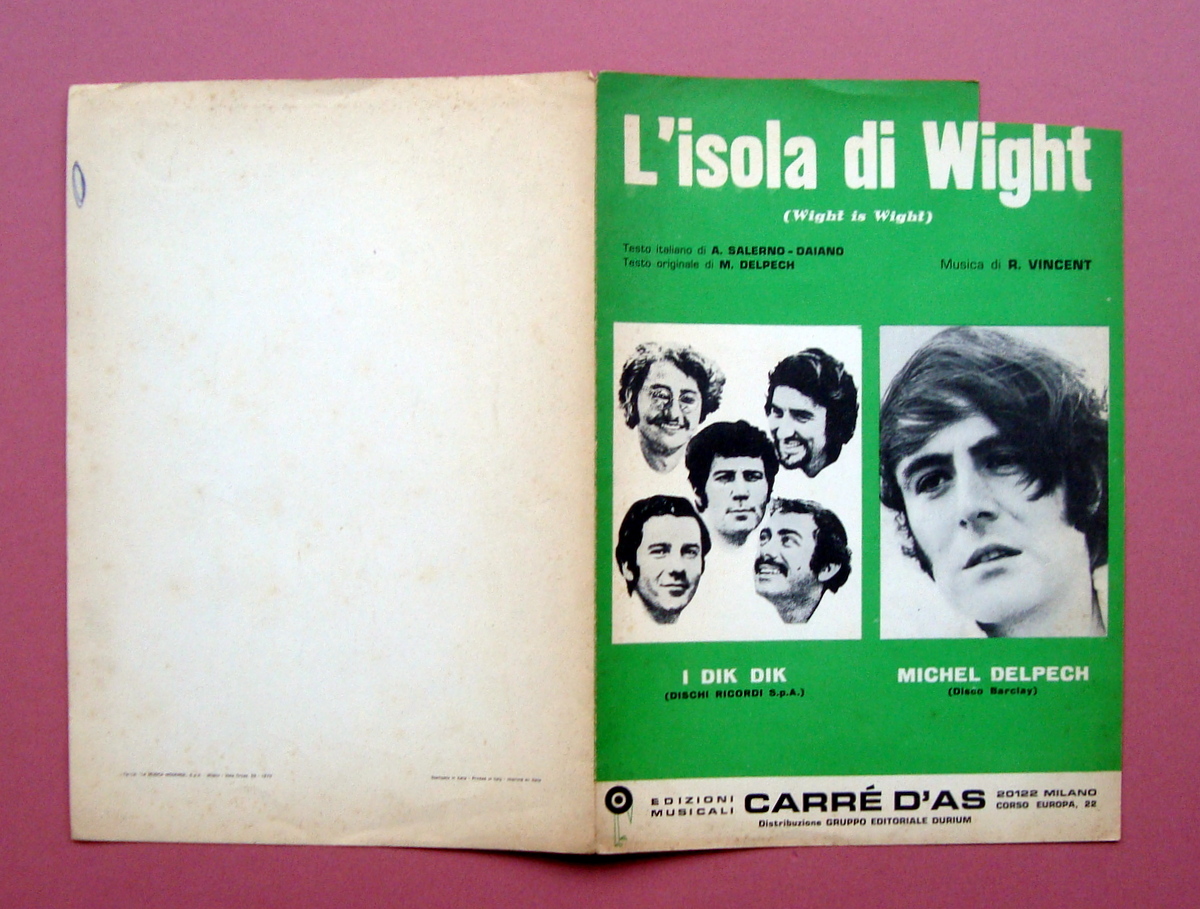 L'isola di Wight
(Wight is Wight)
Testo italiano di A. SALERNO - DAIANO
Testo originale di M. DELPECH
Musica di R. VINCENT
I DIK DIK
(DISCHI RICORDI S.p.A.)
MICHEL DELPECH
(Disco Barclay)
EDIZIONI
MUSICALI
CARRÉ D'AS
20122 MILANO
CORSO EUROPA, 22
Distribuzione GRUPPO EDITORIALE DURIUM